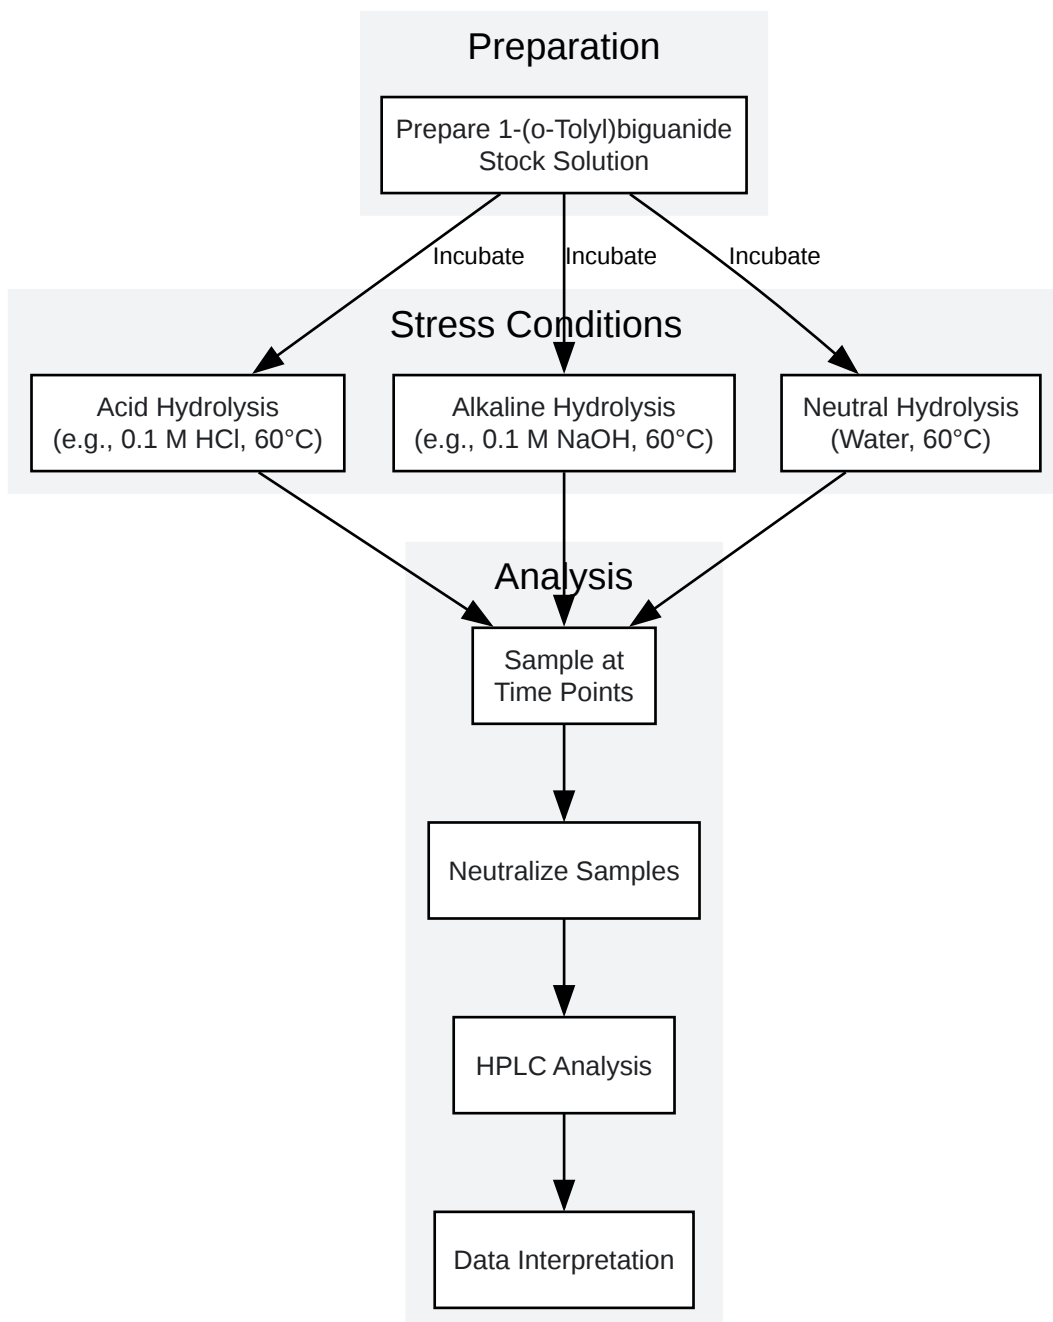 Preparation
Prepare 1-(o-Tolyl)biguanide
Stock Solution
Incubate
Incubate
Incubate
Stress Conditions
Acid Hydrolysis
(e.g., 0.1 M HCl, 60°C)
Alkaline Hydrolysis
(e.g., 0.1 M NaOH, 60°C)
Neutral Hydrolysis
(Water, 60°C)
Analysis
Sample at
Time Points
Neutralize Samples
HPLC Analysis
Data Interpretation